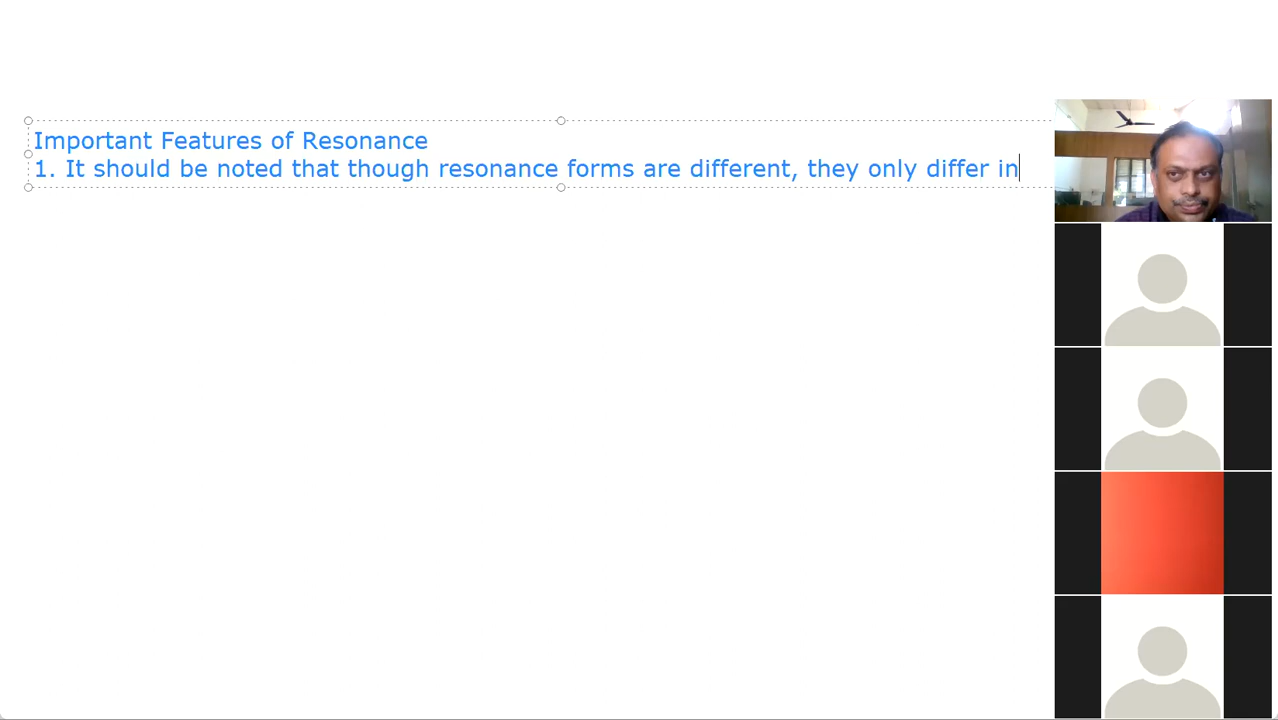 Important Features of Resonance
1. It should be noted that though resonance forms are different, they only differ in